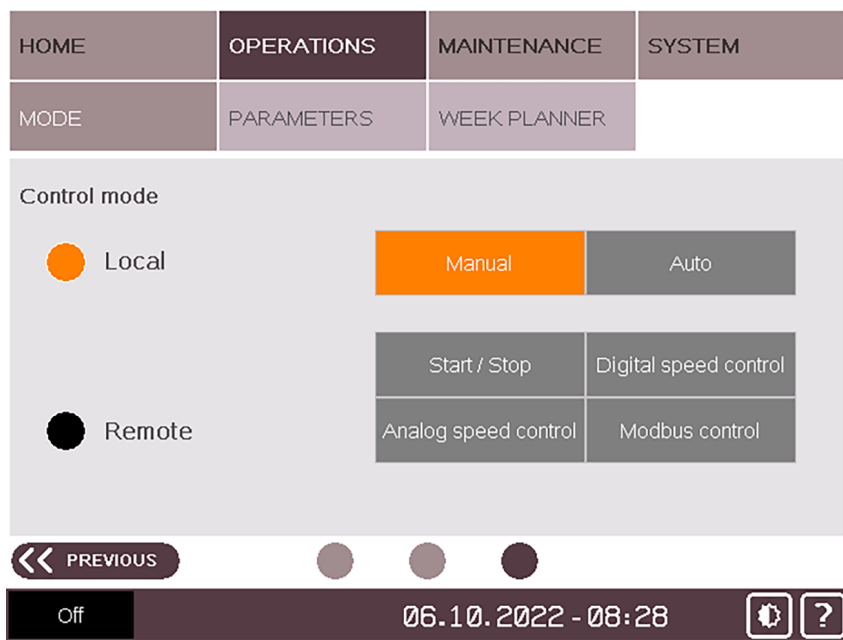 HOME OPERATIONS MAINTENANCE SYSTEM
MODE PARAMETERS WEEK PLANNER
Control mode
Local Manual Auto
Start / Stop Digital speed control
Remote Analog speed control Modbus control
PREVIOUS
Off 06.10.2022 - 08:28 ?